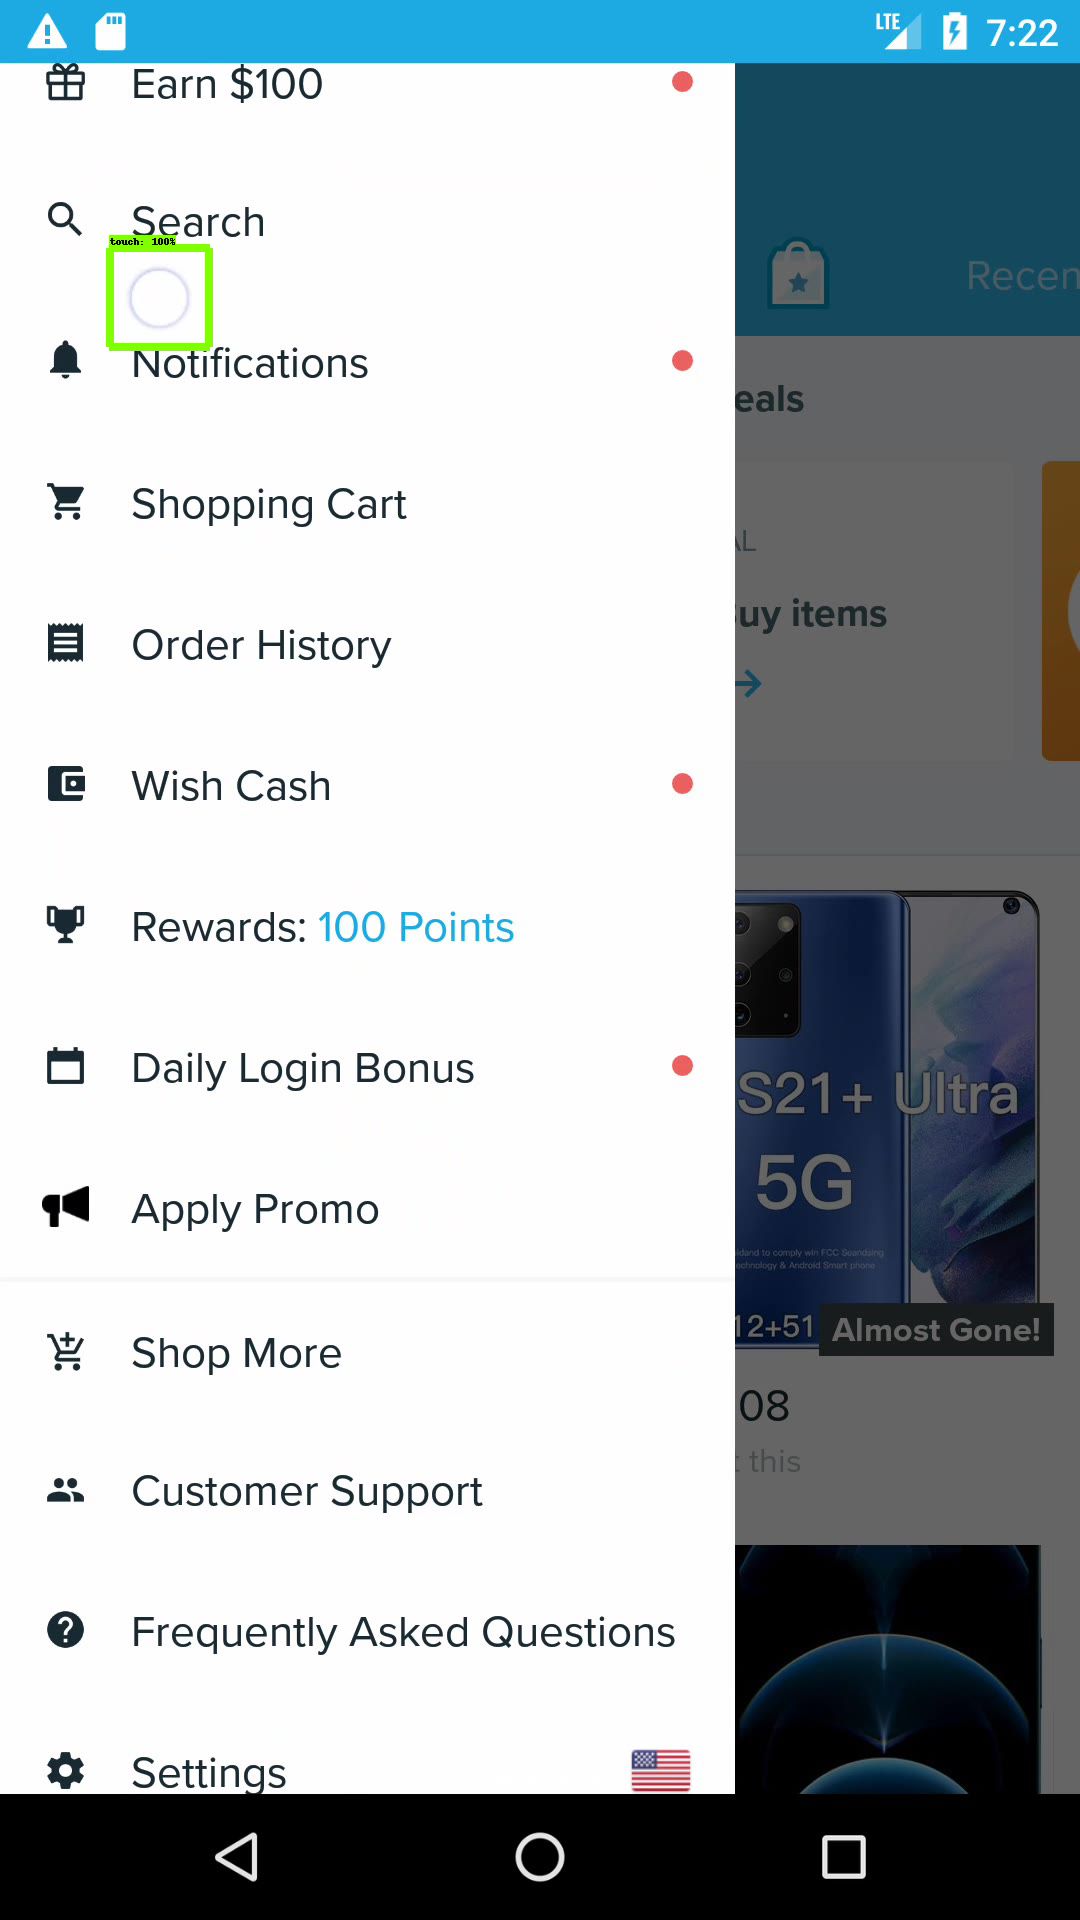 LTE 7:22
Earn $100
Search
touch: 100%
Recen
Notifications
eals
Shopping Cart
AL
Buy items
Order History
Wish Cash
Rewards: 100 Points
Daily Login Bonus
S21+ Ultra
5G
Apply Promo
12+51
Almost Gone!
Shop More
08
this
Customer Support
Frequently Asked Questions
Settings